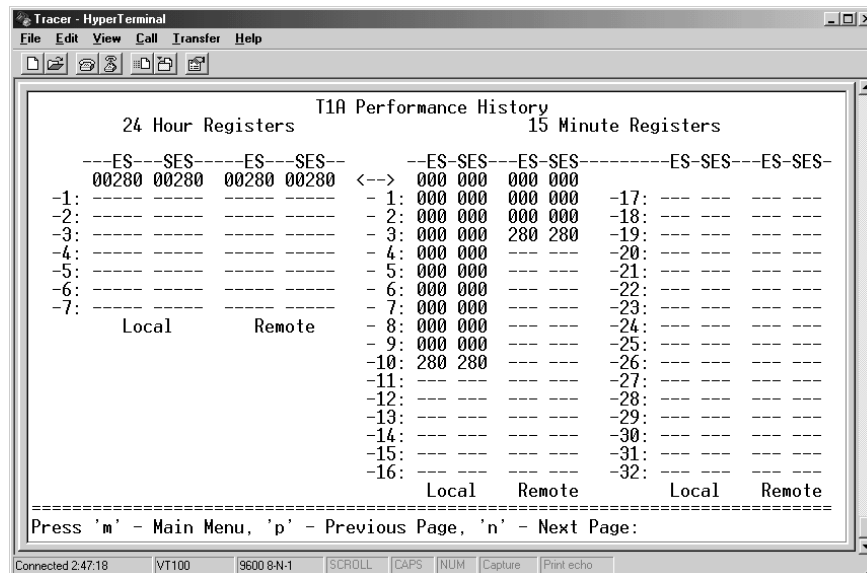 Tracer - HyperTerminal
File Edit View Call Transfer Help
T1A Performance History
24 Hour Registers 15 Minute Registers
---ES---SES-----ES---SES-- --ES-SES---ES-SES---------ES-SES---ES-SES-
00280 00280 00280 00280 <--> 000 000 000 000
-1: ----- ----- ----- ----- - 1: 000 000 000 000 -17: --- --- --- ---
-2: ----- ----- ----- ----- - 2: 000 000 000 000 -18: --- --- --- ---
-3: ----- ----- ----- ----- - 3: 000 000 280 280 -19: --- --- --- ---
-4: ----- ----- ----- ----- - 4: 000 000 --- --- -20: --- --- --- ---
-5: ----- ----- ----- ----- - 5: 000 000 --- --- -21: --- --- --- ---
-6: ----- ----- ----- ----- - 6: 000 000 --- --- -22: --- --- --- ---
-7: ----- ----- ----- ----- - 7: 000 000 --- --- -23: --- --- --- ---
Local Remote - 8: 000 000 --- --- -24: --- --- --- ---
- 9: 000 000 --- --- -25: --- --- --- ---
-10: 280 280 --- --- -26: --- --- --- ---
-11: --- --- --- --- -27: --- --- --- ---
-12: --- --- --- --- -28: --- --- --- ---
-13: --- --- --- --- -29: --- --- --- ---
-14: --- --- --- --- -30: --- --- --- ---
-15: --- --- --- --- -31: --- --- --- ---
-16: --- --- --- --- -32: --- --- --- ---
Local Remote Local Remote
================================================================================
Press 'm' - Main Menu, 'p' - Previous Page, 'n' - Next Page:
Connected 2:47:18 VT100 9600 8-N-1 SCROLL CAPS NUM Capture Print echo